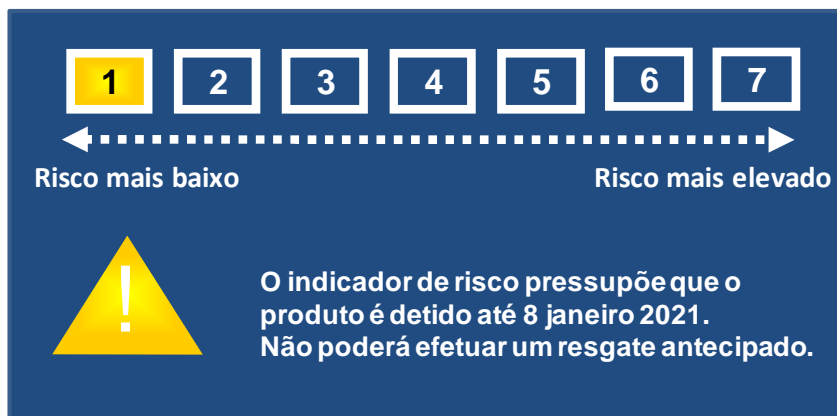 1 2 3 4 5 6 7
Risco mais baixo Risco mais elevado
!
O indicador de risco pressupõe que o
produto é detido até 8 janeiro 2021.
Não poderá efetuar um resgate antecipado.